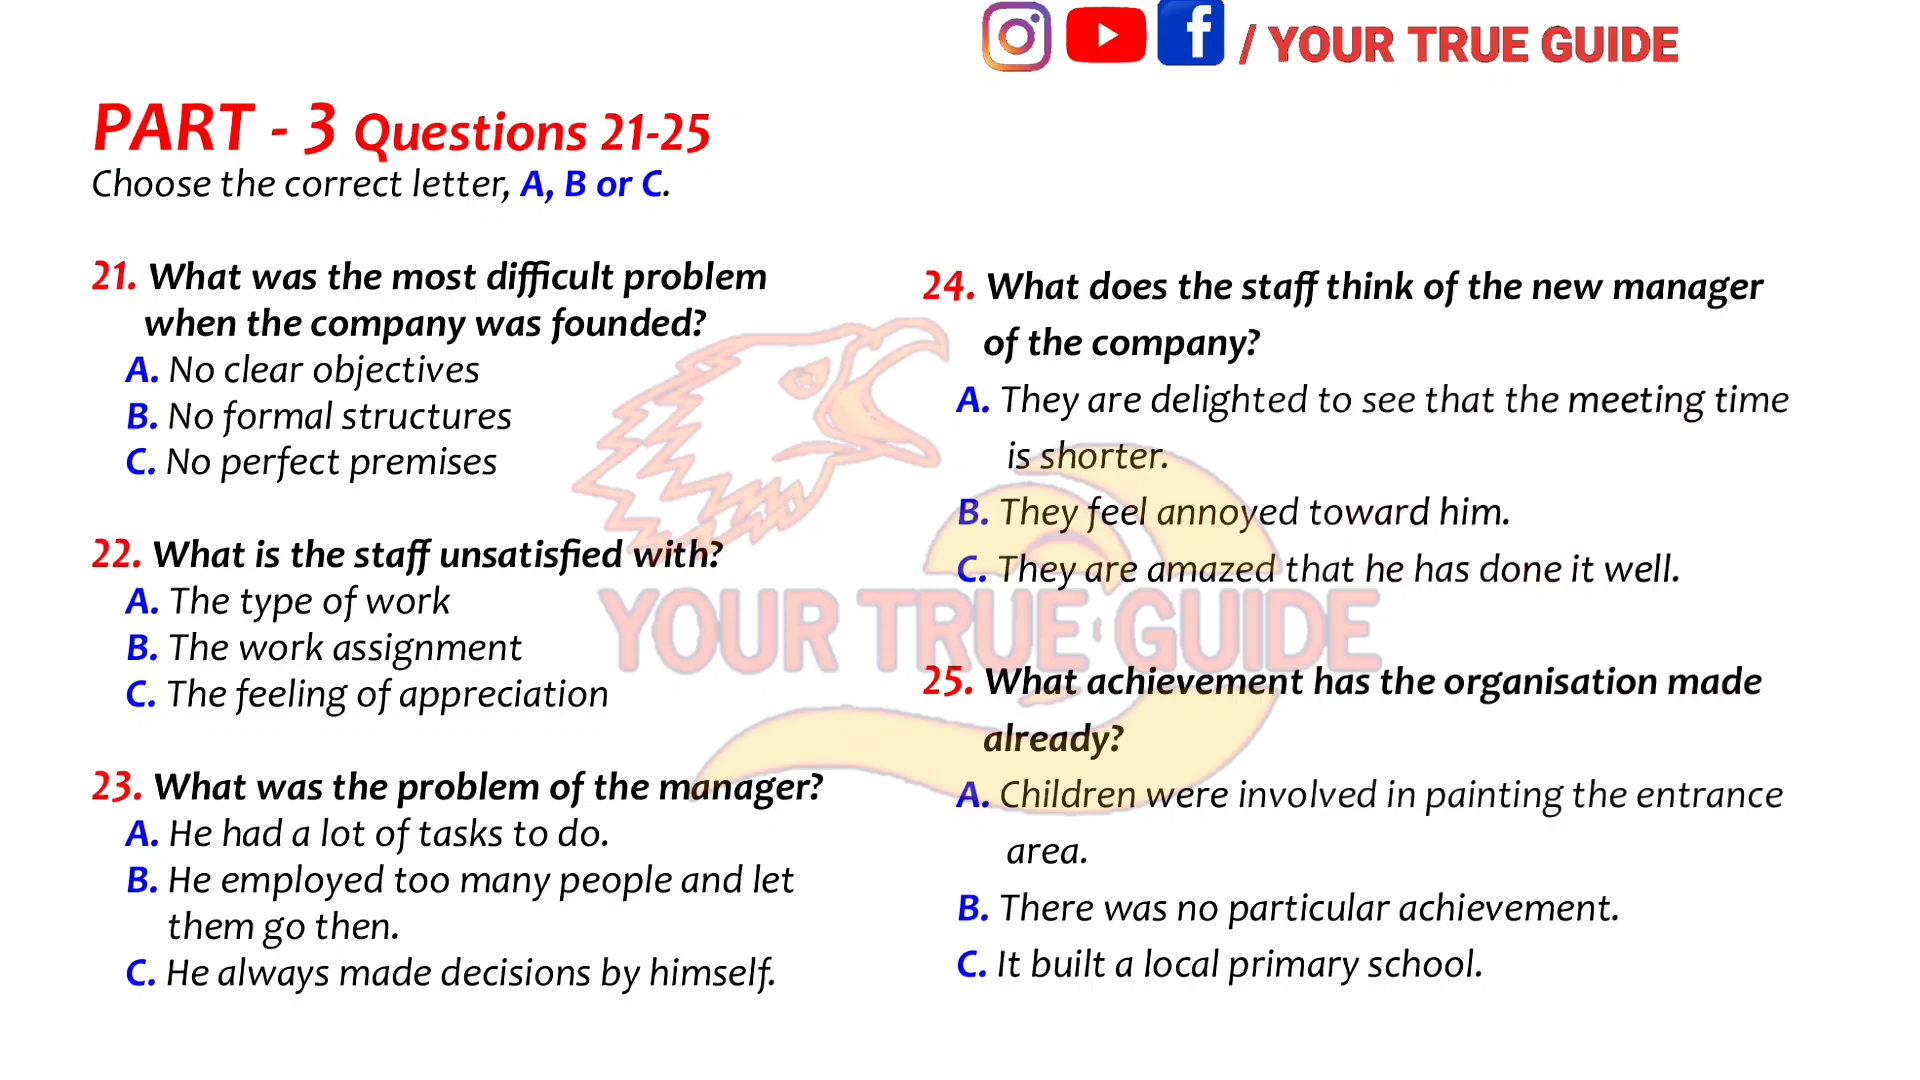 / YOUR TRUE GUIDE
PART - 3 Questions 21-25
Choose the correct letter, A, B or C.
21. What was the most difficult problem
when the company was founded?
A. No clear objectives
B. No formal structures
C. No perfect premises
22. What is the staff unsatisfied with?
A. The type of work
B. The work assignment
C. The feeling of appreciation
23. What was the problem of the manager?
A. He had a lot of tasks to do.
B. He employed too many people and let
them go then.
C. He always made decisions by himself.
24. What does the staff think of the new manager
of the company?
A. They are delighted to see that the meeting time
is shorter.
B. They feel annoyed toward him.
C. They are amazed that he has done it well.
25. What achievement has the organisation made
already?
A. Children were involved in painting the entrance
area.
B. There was no particular achievement.
C. It built a local primary school.
YOUR TRUE GUIDE